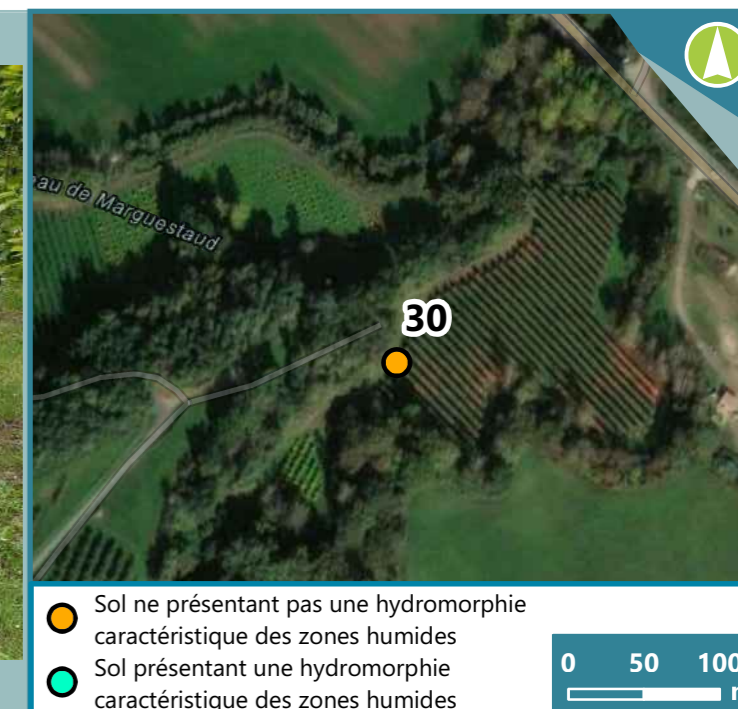 au de Marguestaud
30
Sol ne présentant pas une hydromorphie
caractéristique des zones humides
Sol présentant une hydromorphie
caractéristique des zones humides
0 50 100